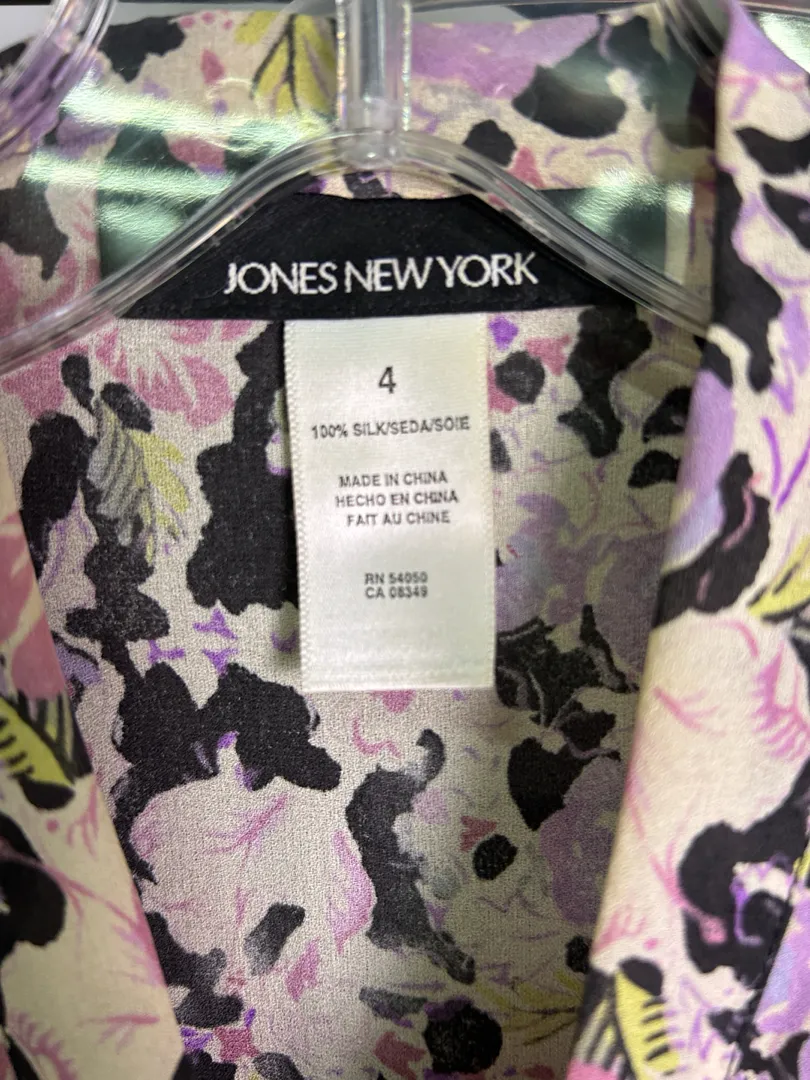 JONES NEW YORK
4
100% SILK/SEDA/SOIE
MADE IN CHINA
HECHO EN CHINA
FAIT AU CHINE
RN 54050
CA 08349